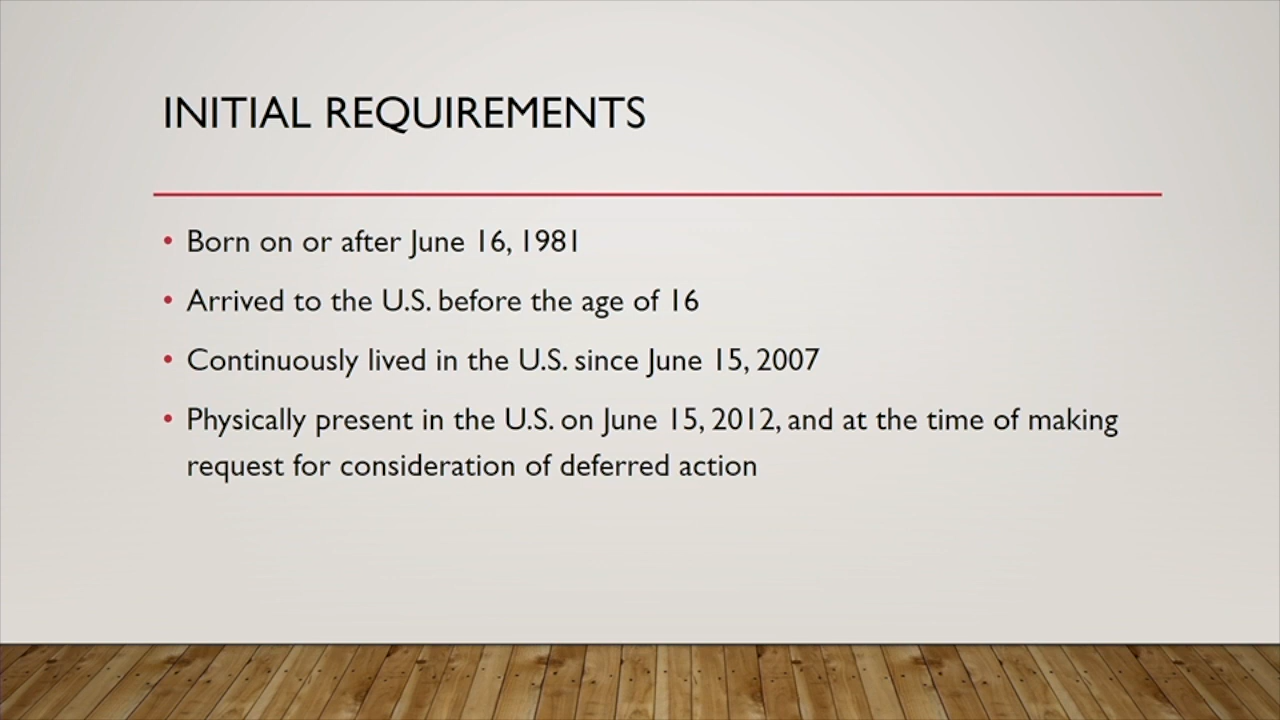 INITIAL REQUIREMENTS
• Born on or after June 16, 1981
• Arrived to the U.S. before the age of 16
• Continuously lived in the U.S. since June 15, 2007
• Physically present in the U.S. on June 15, 2012, and at the time of making
request for consideration of deferred action